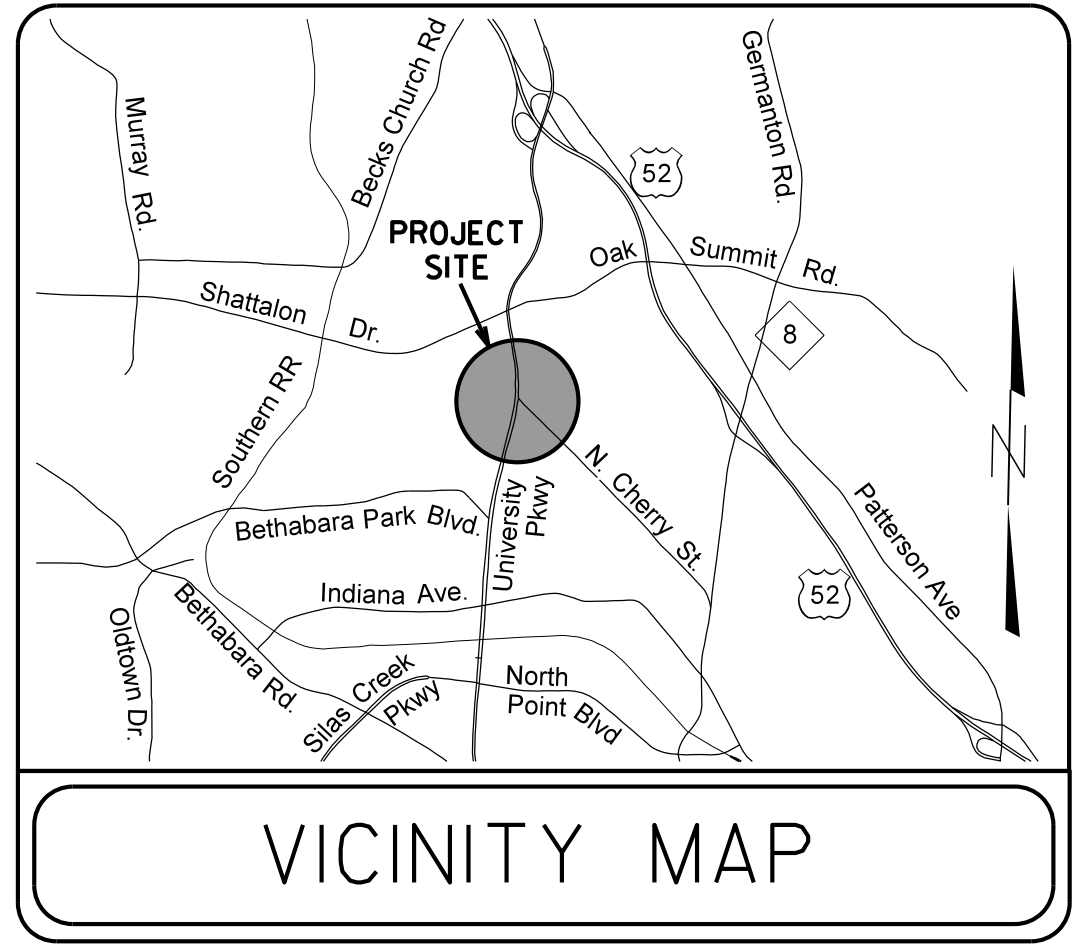 Murray Rd.
Becks Church Rd
Germanton Rd.
52
PROJECT
SITE
Oak Summit Rd.
Shattalon Dr.
8
Southern RR
N. Cherry St.
Bethabara Park Blvd.
University
Pkwy
Patterson Ave
N
52
Indiana Ave.
Bethabara Rd.
Oldtown Dr.
Silas Creek
Pkwy
North
Point Blvd
VICINITY MAP